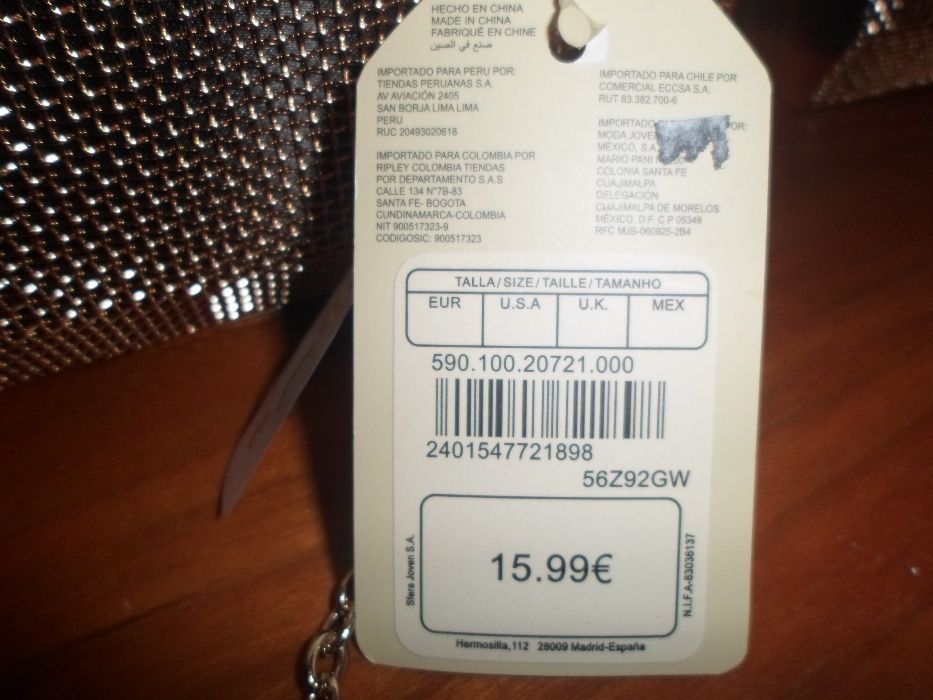 HECHO EN CHINA
MADE IN CHINA
FABRIQUÉ EN CHINE
صنع في الصين
IMPORTADO PARA PERU POR:
TIENDAS PERUANAS S.A.
AV AVIACIÓN 2405
SAN BORJA LIMA LIMA
PERU
RUC 20493020618
IMPORTADO PARA COLOMBIA POR
RIPLEY COLOMBIA TIENDAS
POR DEPARTAMENTO S.A.S
CALLE 134 N°7B-83
SANTA FE- BOGOTA
CUNDINAMARCA-COLOMBIA
NIT 900517323-9
CODIGOSIC: 900517323
IMPORTADO PARA CHILE POR
COMERCIAL ECCSA S.A.
RUT 83.382.700-6
IMPORTADO POR:
MODA
MÉXICO, S.A.
MARIO PANI
COLONIA SANTA FE
CUAJIMALPA
DELEGACIÓN
CUAJIMALPA DE MORELOS
MÉXICO, D.F. C.P 05348
RFC MJS-060925-2B4
TALLA/SIZE/TAILLE/TAMANHO
EUR U.S.A U.K. MEX
590.100.20721.000
2401547721898
56Z92GW
15.99€
Sfera Joven S.A.
N.I.F.A-83036137
Hermosilla,112 28009 Madrid-España